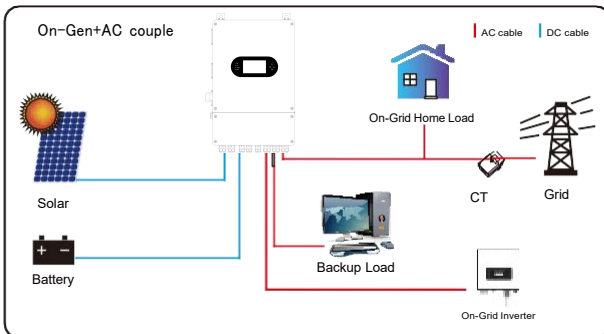 On-Gen+AC couple
AC cable
DC cable
On-Grid Home Load
Solar
CT
Grid
Battery
Backup Load
On-Grid Inverter